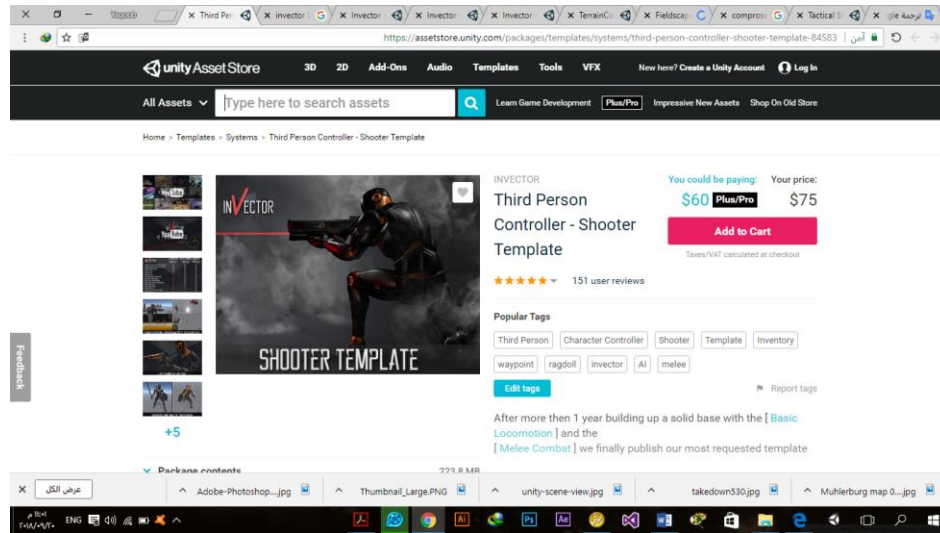 Third Per
invector
Invector
Invector
Invector
TerrainCo
Fieldscap
compros
Tactical S
ترجمة gle
https://assetstore.unity.com/packages/templates/systems/third-person-controller-shooter-template-84583
آمن
unity Asset Store
3D 2D Add-Ons Audio Templates Tools VFX
New here? Create a Unity Account Log In
All Assets
Type here to search assets
Learn Game Development Plus/Pro Impressive New Assets Shop On Old Store
Home > Templates > Systems > Third Person Controller - Shooter Template
INVECTOR
SHOOTER TEMPLATE
+5
INVECTOR
Third Person
Controller - Shooter
Template
151 user reviews
You could be paying: Your price:
$60 Plus/Pro $75
Add to Cart
Taxes/VAT calculated at checkout
Popular Tags
Third Person Character Controller Shooter Template Inventory
waypoint ragdoll invector AI melee
Edit tags
Report tags
After more then 1 year building up a solid base with the [ Basic
Locomotion ] and the
[ Melee Combat ] we finally publish our most requested template
Package contents 223.8 MB
Feedback
عرض الكل
Adobe-Photoshop....jpg
Thumbnail_Large.PNG
unity-scene-view.jpg
takedown530.jpg
Muhlerburg map 0....jpg
ENG